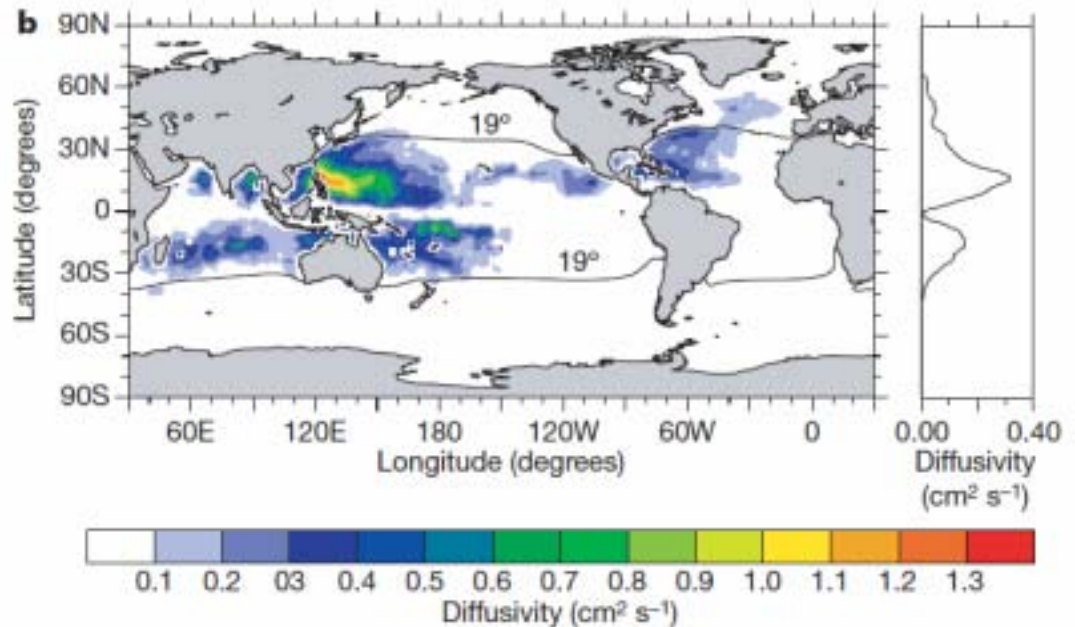 b
90N
60N
30N
0
30S
60S
90S
Latitude (degrees)
19°
19°
60E 120E 180 120W 60W 0
Longitude (degrees)
0.00 0.40
Diffusivity
(cm² s⁻¹)
0.1 0.2 03 0.4 0.5 0.6 0.7 0.8 0.9 1.0 1.1 1.2 1.3
Diffusivity (cm² s⁻¹)